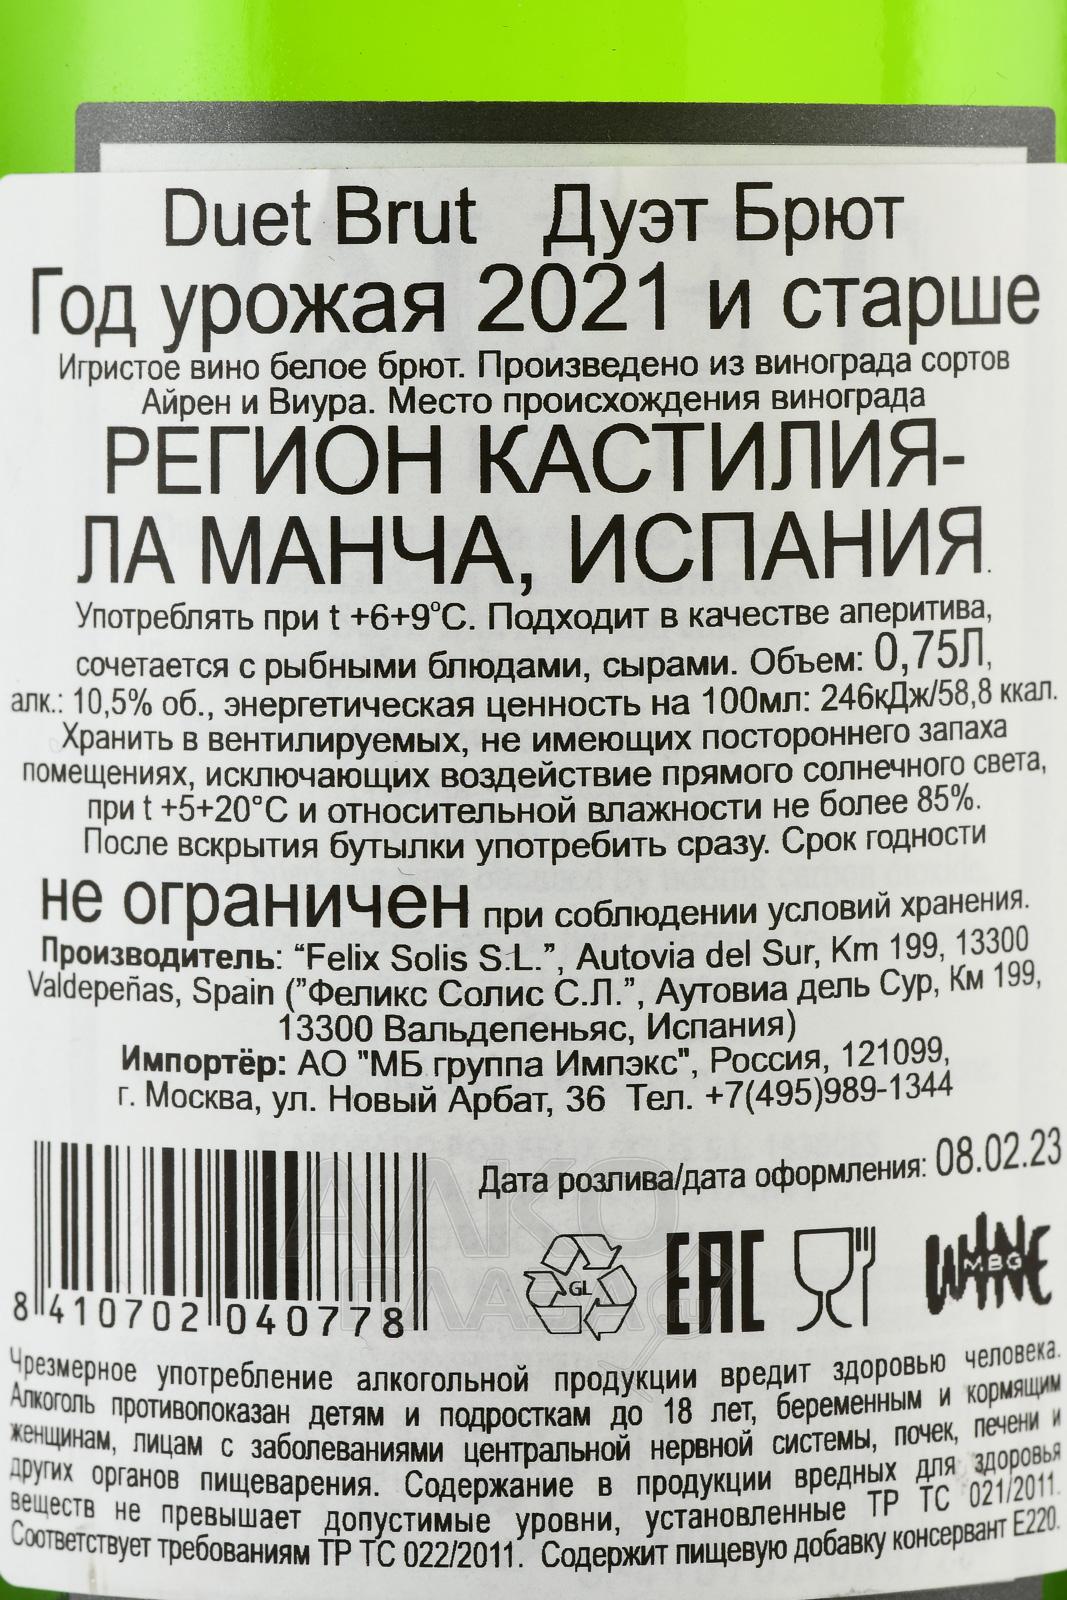 Duet Brut Дуэт Брют
Год урожая 2021 и старше
Игристое вино белое брют. Произведено из винограда сортов
Айрен и Виура. Место происхождения винограда
РЕГИОН КАСТИЛИЯ-
ЛА МАНЧА, ИСПАНИЯ.
Употреблять при t +6+9°С. Подходит в качестве аперитива,
сочетается с рыбными блюдами, сырами. Объем: 0,75Л,
алк.: 10,5% об., энергетическая ценность на 100мл: 246кДж/58,8 ккал.
Хранить в вентилируемых, не имеющих постороннего запаха
помещениях, исключающих воздействие прямого солнечного света,
при t +5+20°С и относительной влажности не более 85%.
После вскрытия бутылки употребить сразу. Срок годности
не ограничен при соблюдении условий хранения.
Производитель: “Felix Solis S.L.”, Autovia del Sur, Km 199, 13300
Valdepeñas, Spain (”Феликс Солис С.Л.”, Аутовиа дель Сур, Км 199,
13300 Вальдепеньяс, Испания)
Импортёр: АО "МБ группа Импэкс", Россия, 121099,
г. Москва, ул. Новый Арбат, 36 Тел. +7(495)989-1344
Дата розлива/дата оформления: 08.02.23
GL
EAC
WINE
MBG
8 410702 040778
АЛКО
ПЛАЗА
Чрезмерное употребление алкогольной продукции вредит здоровью человека.
Алкоголь противопоказан детям и подросткам до 18 лет, беременным и кормящим
женщинам, лицам с заболеваниями центральной нервной системы, почек, печени и
других органов пищеварения. Содержание в продукции вредных для здоровья
веществ не превышает допустимые уровни, установленные ТР ТС 021/2011.
Соответствует требованиям ТР ТС 022/2011. Содержит пищевую добавку консервант Е220.